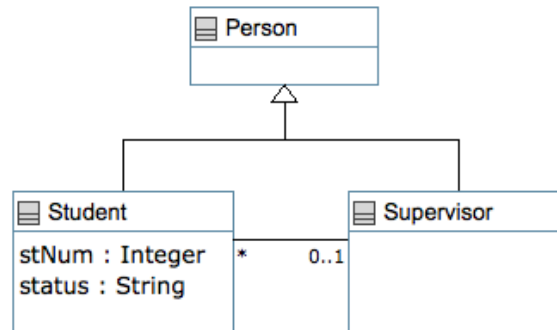 Person
Student
Supervisor
stNum : Integer
* 0..1
status : String